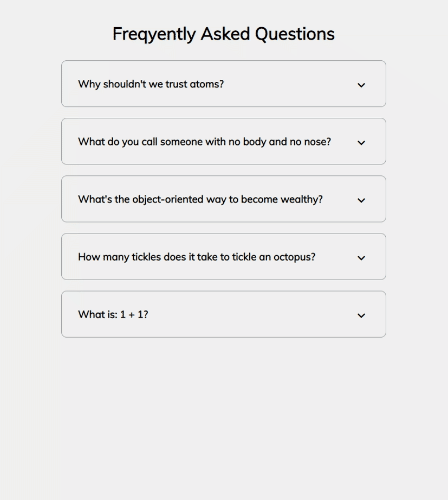 Freqyently Asked Questions
Why shouldn't we trust atoms?
What do you call someone with no body and no nose?
What's the object-oriented way to become wealthy?
How many tickles does it take to tickle an octopus?
What is: 1 + 1?